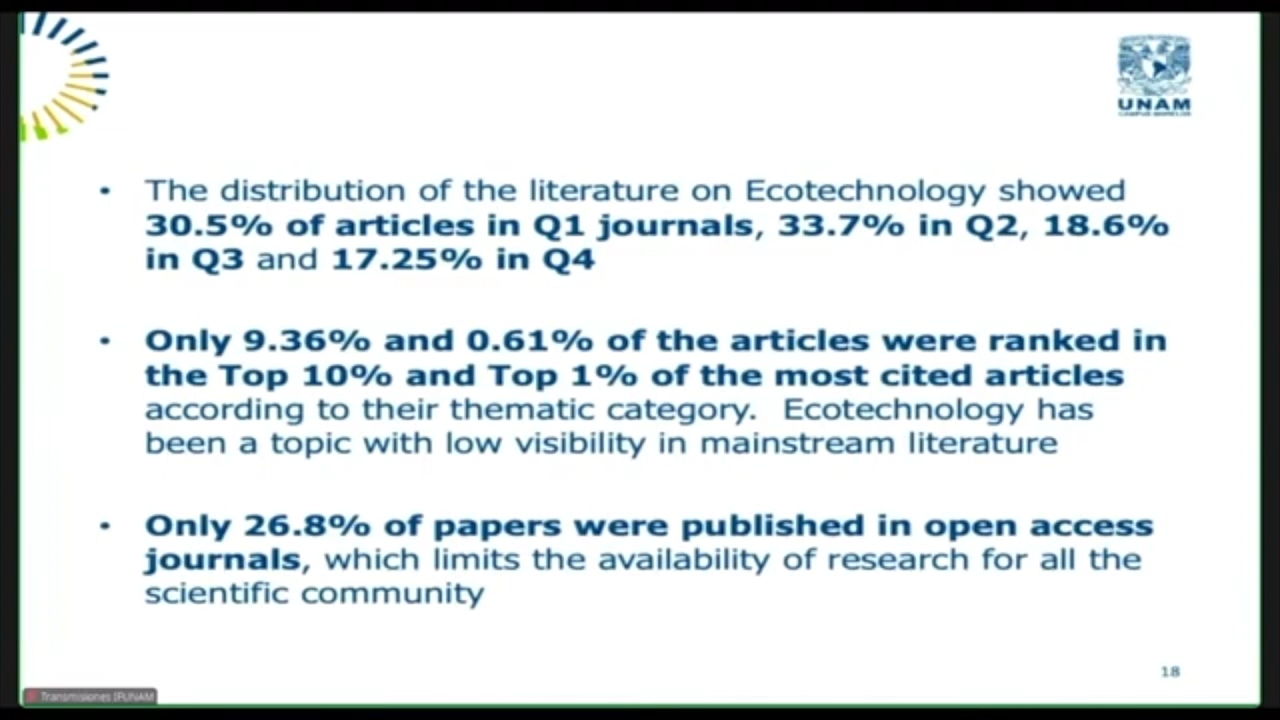 UNAM
• The distribution of the literature on Ecotechnology showed
30.5% of articles in Q1 journals, 33.7% in Q2, 18.6%
in Q3 and 17.25% in Q4
• Only 9.36% and 0.61% of the articles were ranked in
the Top 10% and Top 1% of the most cited articles
according to their thematic category. Ecotechnology has
been a topic with low visibility in mainstream literature
• Only 26.8% of papers were published in open access
journals, which limits the availability of research for all the
scientific community
18
Transmisiones